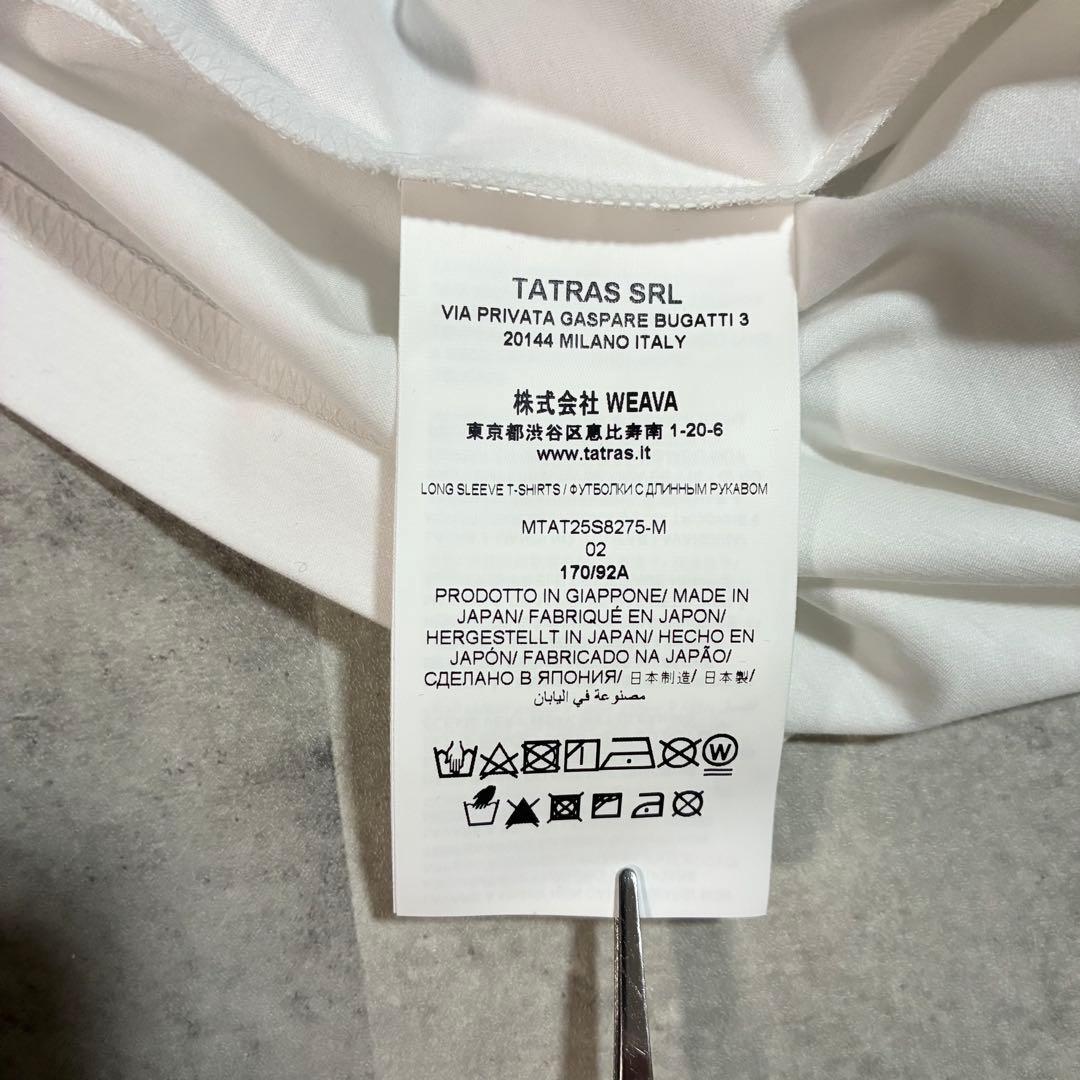 TATRAS SRL
VIA PRIVATA GASPARE BUGATTI 3
20144 MILANO ITALY
株式会社 WEAVA
東京都渋谷区恵比寿南 1-20-6
www.tatras.it
LONG SLEEVE T-SHIRTS / ФУТБОЛКИ С ДЛИННЫМ РУКАВОМ
MTAT25S8275-M
02
170/92A
PRODOTTO IN GIAPPONE/ MADE IN
JAPAN/ FABRIQUÉ EN JAPON/
HERGESTELLT IN JAPAN/ HECHO EN
JAPÓN/ FABRICADO NA JAPÃO/
СДЕЛАНО В ЯПОНИЯ/ 日本制造/ 日本製/
مصنوعة في اليابان
W